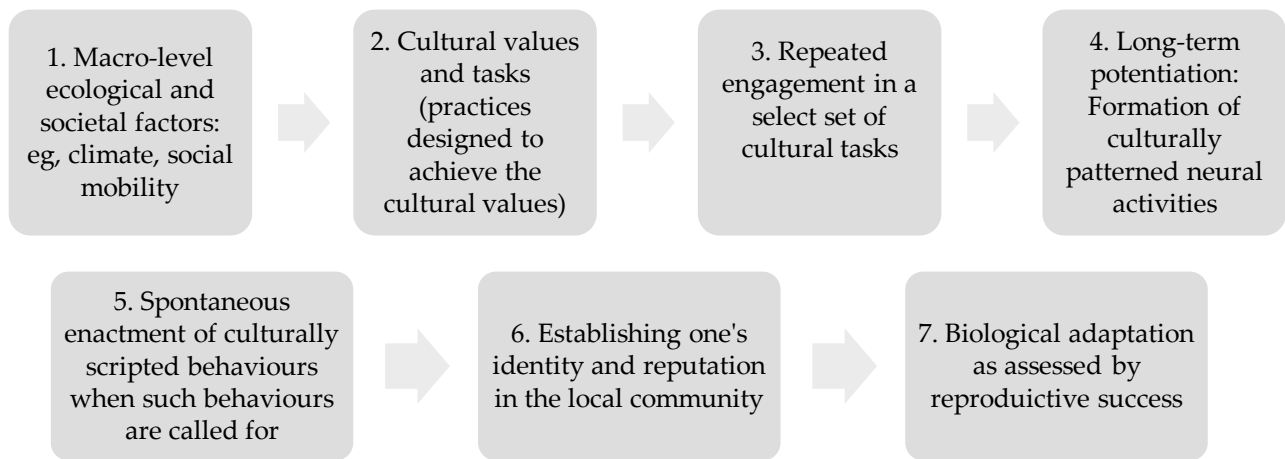 1. Macro-level
ecological and
societal factors:
eg, climate, social
mobility
2. Cultural values
and tasks
(practices
designed to
achieve the
cultural values)
3. Repeated
engagement in a
select set of
cultural tasks
4. Long-term
potentiation:
Formation of
culturally
patterned neural
activities
5. Spontaneous
enactment of culturally
scripted behaviours
when such behaviours
are called for
6. Establishing one's
identity and reputation
in the local community
7. Biological adaptation
as assessed by
reproduictive success